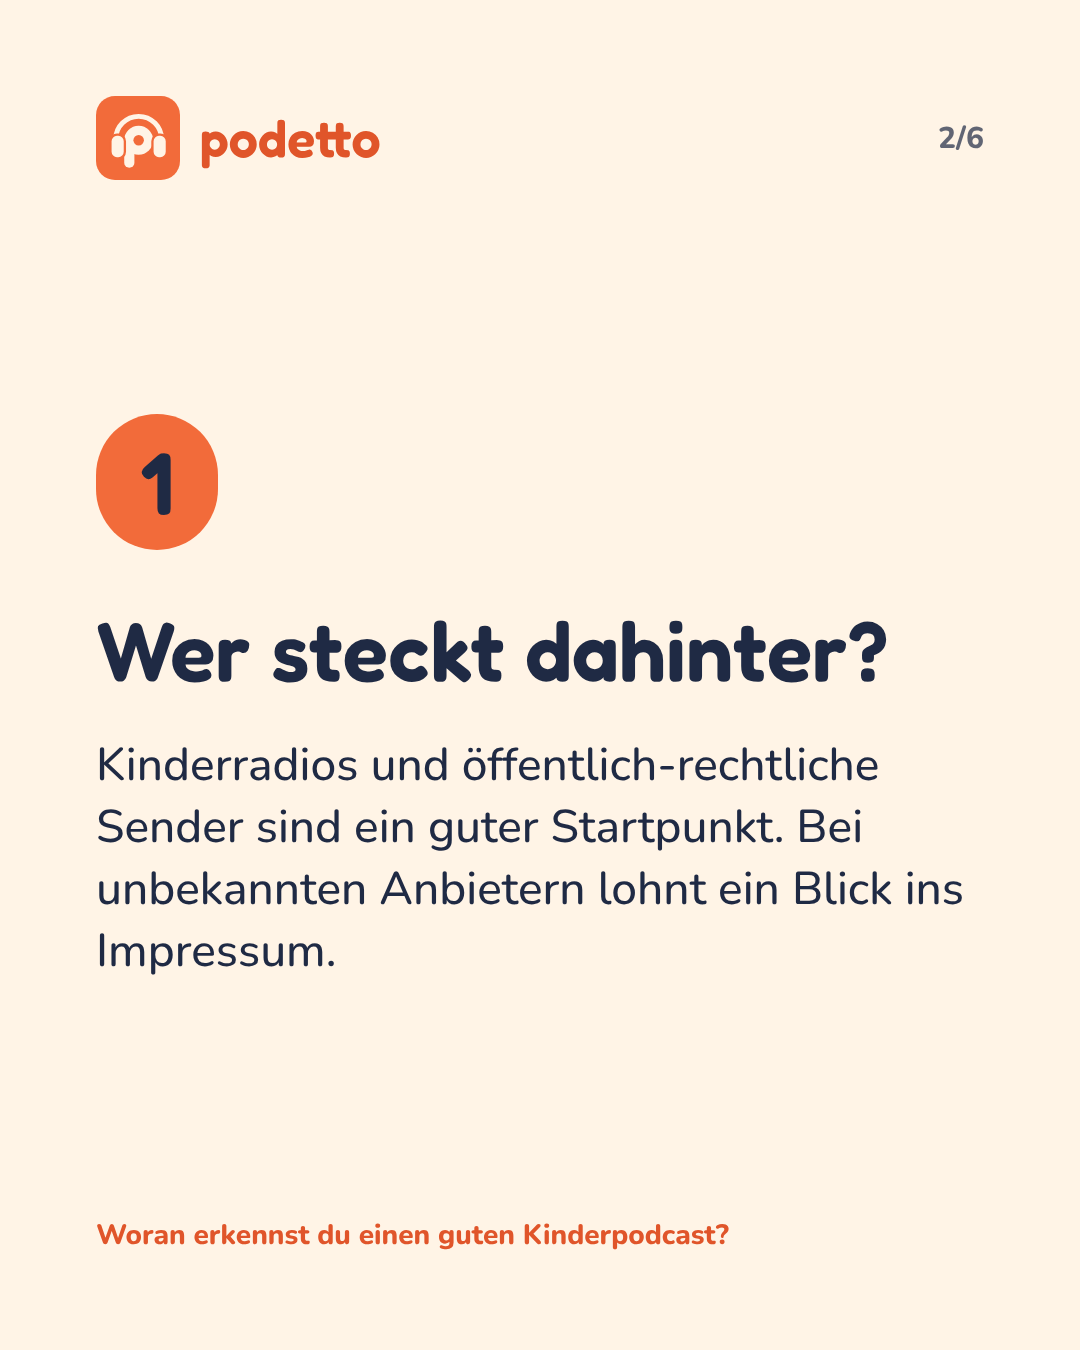 podetto
2/6
1
Wer steckt dahinter?
Kinderradios und öffentlich-rechtliche
Sender sind ein guter Startpunkt. Bei
unbekannten Anbietern lohnt ein Blick ins
Impressum.
Woran erkennst du einen guten Kinderpodcast?